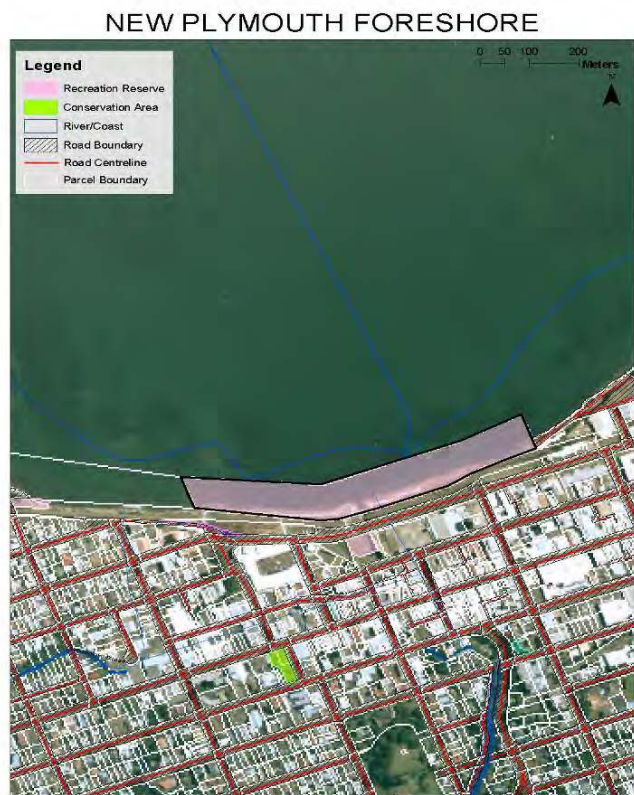 NEW PLYMOUTH FORESHORE
Legend
Recreation Reserve
Conservation Area
River/Coast
Road Boundary
Road Centreline
Parcel Boundary
0 50 100 200
Meters
N